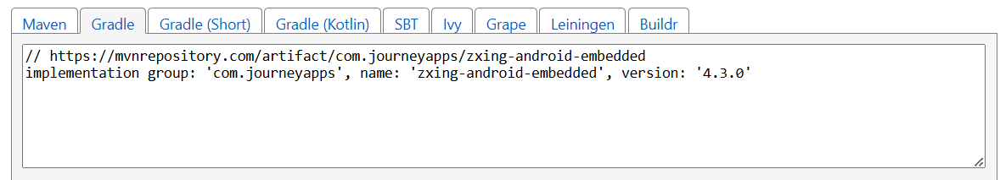 Maven Gradle Gradle (Short) Gradle (Kotlin) SBT Ivy Grape Leiningen Buildr
// https://mvnrepository.com/artifact/com.journeyapps/zxing-android-embedded
implementation group: 'com.journeyapps', name: 'zxing-android-embedded', version: '4.3.0'